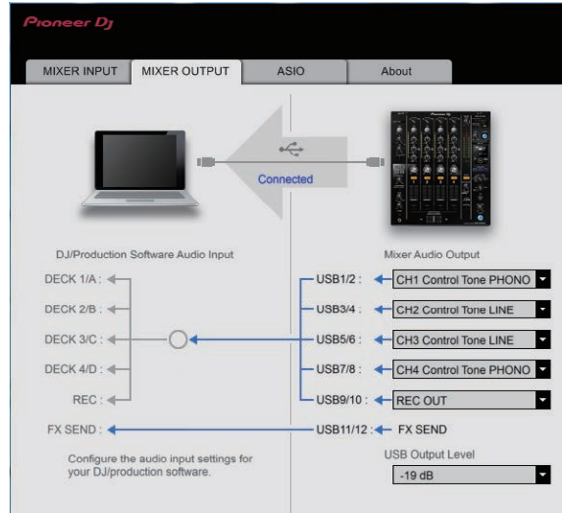 Pioneer Dj
MIXER INPUT
MIXER OUTPUT
ASIO
About
Connected
DJ/Production Software Audio Input
Mixer Audio Output
DECK 1/A :
USB1/2 :
CH1 Control Tone PHONO
DECK 2/B :
USB3/4 :
CH2 Control Tone LINE
DECK 3/C :
USB5/6 :
CH3 Control Tone LINE
DECK 4/D :
USB7/8 :
CH4 Control Tone PHONO
REC :
USB9/10 :
REC OUT
FX SEND :
USB11/12 :
FX SEND
Configure the audio input settings for
your DJ/production software.
USB Output Level
-19 dB